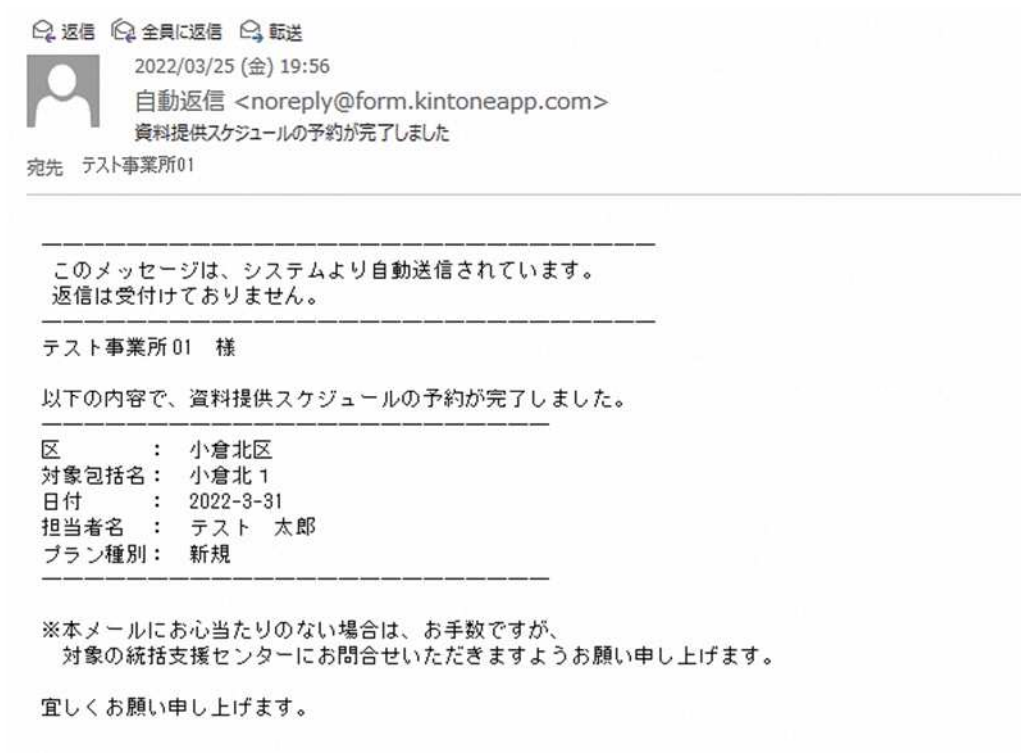 返信 全員に返信 転送
2022/03/25 (金) 19:56
自動返信 <noreply@form.kintoneapp.com>
資料提供スケジュールの予約が完了しました
宛先 テスト事業所01
—————————————————————————————
このメッセージは、システムより自動送信されています。
返信は受付けておりません。
—————————————————————————————
テスト事業所01 様
以下の内容で、資料提供スケジュールの予約が完了しました。
————————————————————————
区 : 小倉北区
対象包括名: 小倉北1
日付 : 2022-3-31
担当者名 : テスト 太郎
プラン種別: 新規
————————————————————————
※本メールにお心当たりのない場合は、お手数ですが、
対象の統括支援センターにお問合せいただきますようお願い申し上げます。
宜しくお願い申し上げます。